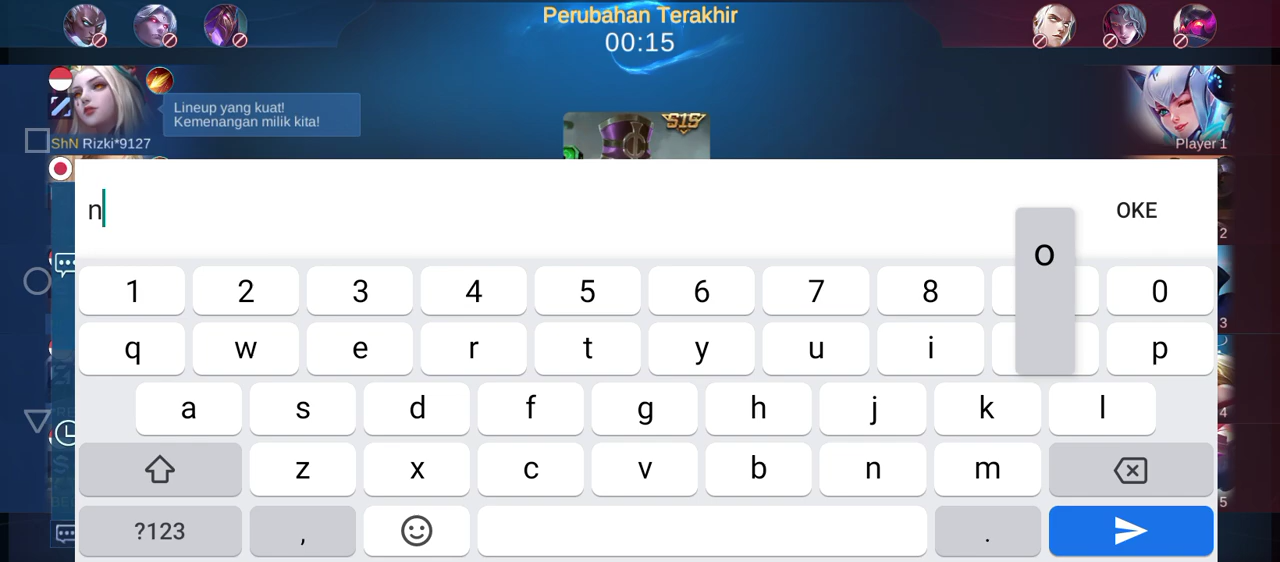 Perubahan Terakhir
00:15
Lineup yang kuat!
Kemenangan milik kita!
ShN Rizki*9127
S15
Player 1
n
OKE
2
o
1 2 3 4 5 6 7 8 0
q w e r t y u i p
3
a s d f g h j k l
4
z x c v b n m
5
?123 , .